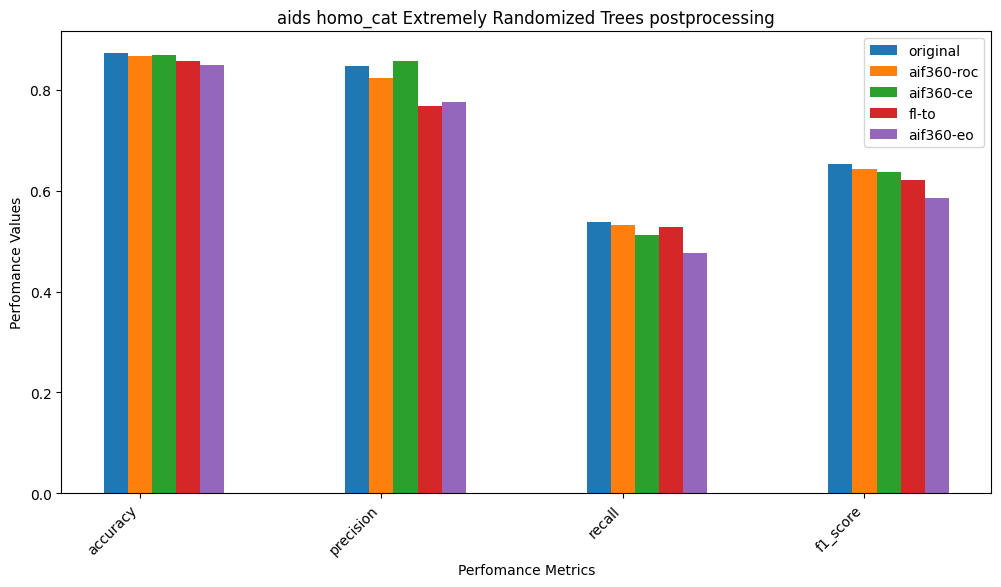 aids homo_cat Extremely Randomized Trees postprocessing
original
aif360-roc
aif360-ce
fl-to
aif360-eo
Perfomance Values
0.8
0.6
0.4
0.2
0.0
accuracy
precision
recall
f1_score
Perfomance Metrics